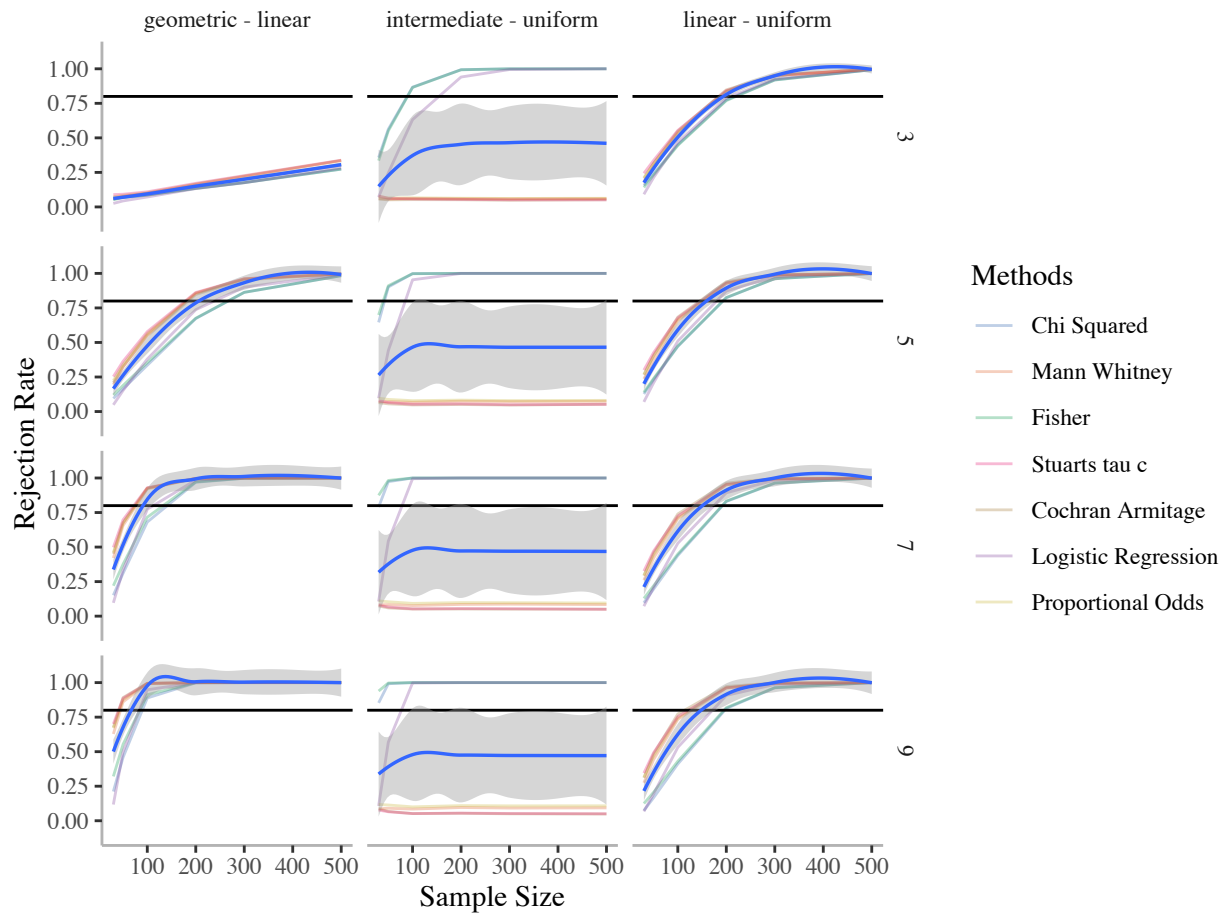 geometric - linear
intermediate - uniform
linear - uniform
1.00
0.75
0.50
0.25
0.00
3
1.00
0.75
0.50
0.25
0.00
5
1.00
0.75
0.50
0.25
0.00
7
1.00
0.75
0.50
0.25
0.00
9
Rejection Rate
100 200 300 400 500
100 200 300 400 500
100 200 300 400 500
Sample Size
Methods
Chi Squared
Mann Whitney
Fisher
Stuarts tau c
Cochran Armitage
Logistic Regression
Proportional Odds